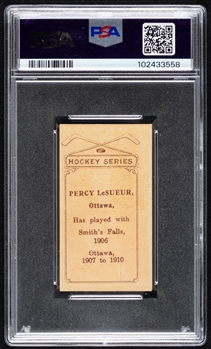 PSA
102433558
HOCKEY SERIES
PERCY LeSUEUR,
Ottawa,
Has played with
Smith's Falls,
1906
Ottawa,
1907 to 1910